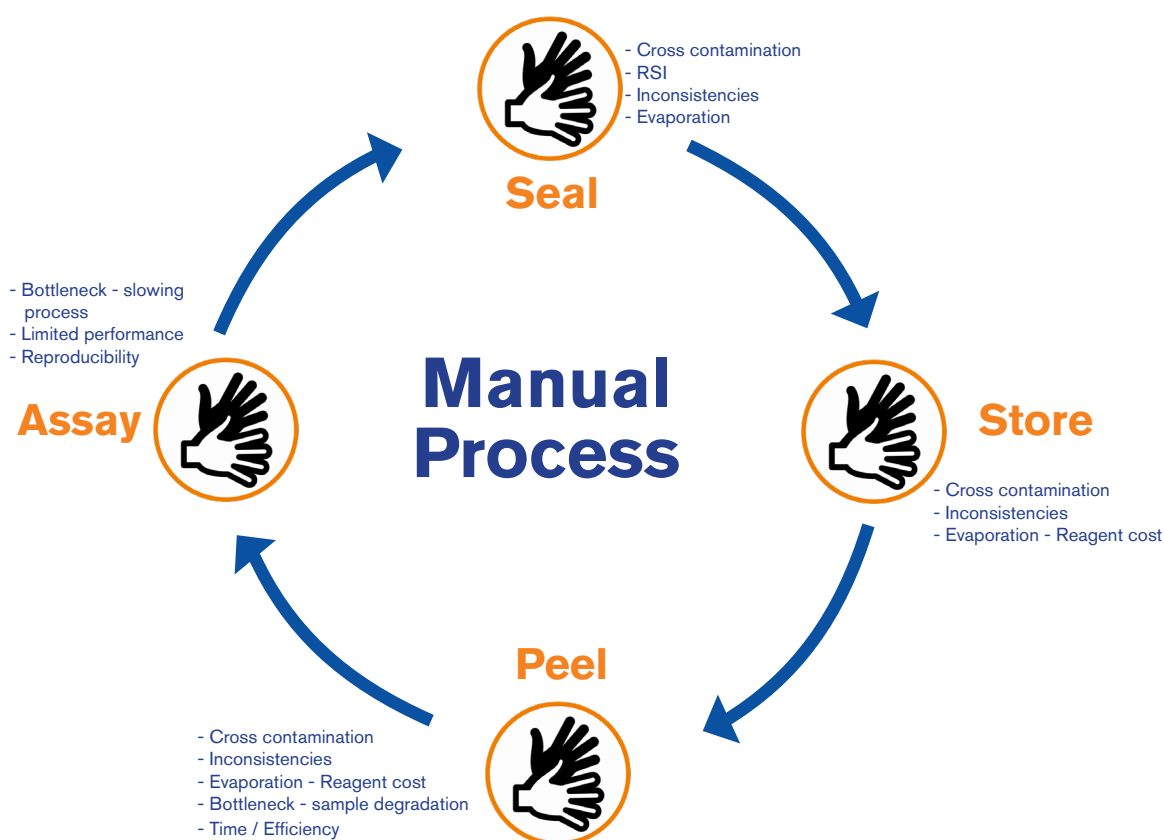 - Cross contamination
- RSI
- Inconsistencies
- Evaporation
Seal
- Bottleneck - slowing
process
- Limited performance
- Reproducibility
Assay
Manual
Process
Store
- Cross contamination
- Inconsistencies
- Evaporation - Reagent cost
Peel
- Cross contamination
- Inconsistencies
- Evaporation - Reagent cost
- Bottleneck - sample degradation
- Time / Efficiency